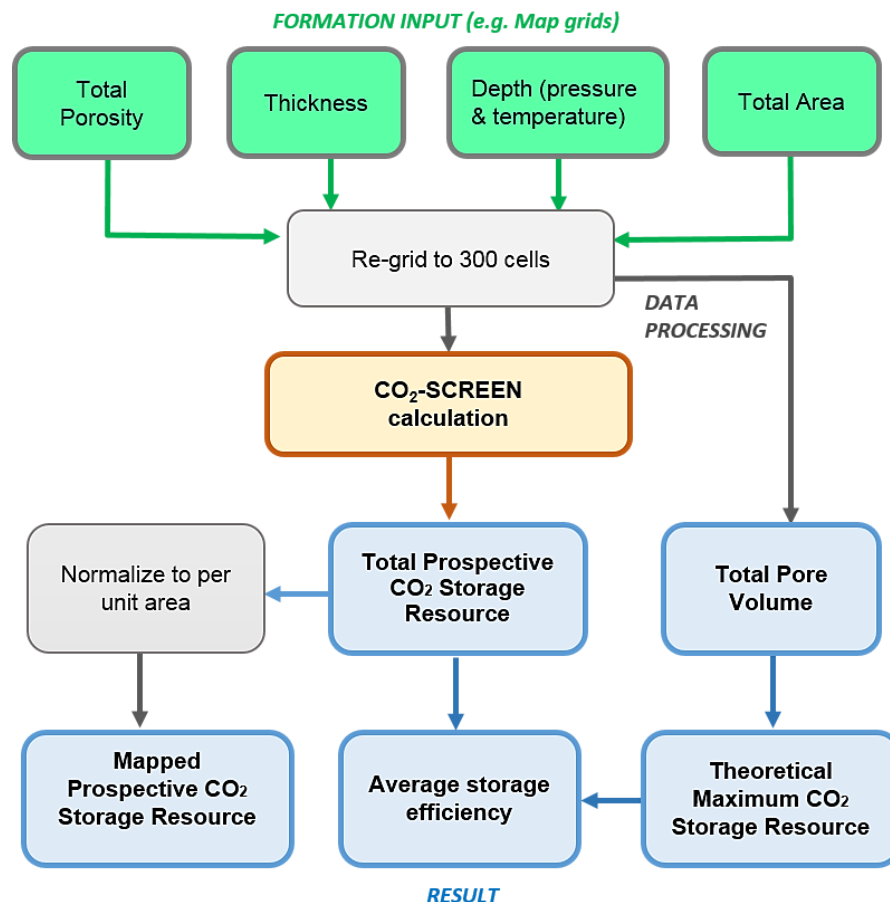 FORMATION INPUT (e.g. Map grids)
Total
Porosity
Thickness
Depth (pressure
& temperature)
Total Area
Re-grid to 300 cells
DATA
PROCESSING
CO₂-SCREEN
calculation
Normalize to per
unit area
Total Prospective
CO₂ Storage
Resource
Total Pore
Volume
Mapped
Prospective CO₂
Storage Resource
Average storage
efficiency
Theoretical
Maximum CO₂
Storage Resource
RESULT